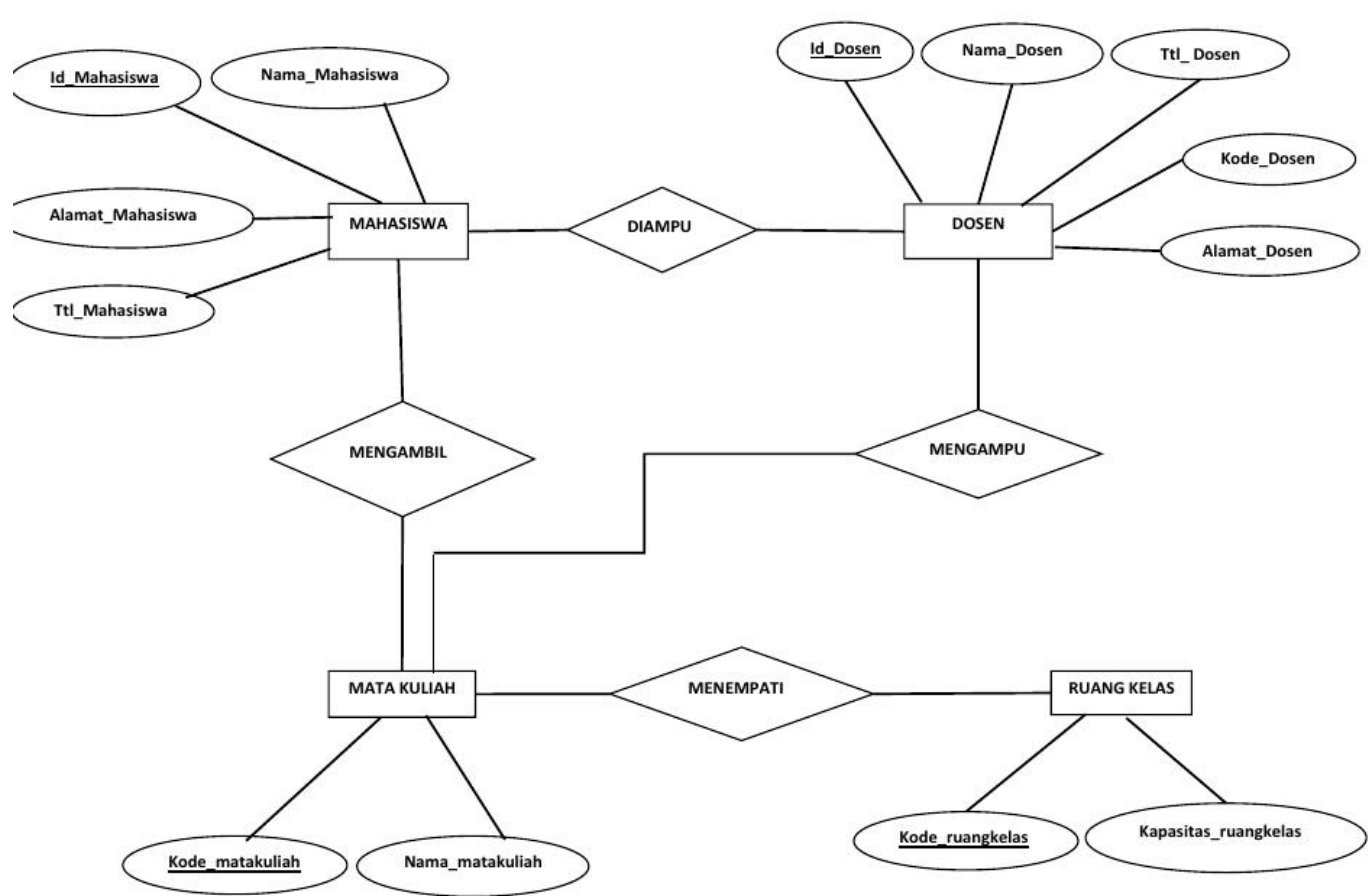 Id_Mahasiswa
Nama_Mahasiswa
Id_Dosen
Nama_Dosen
Ttl_ Dosen
Kode_Dosen
Alamat_Mahasiswa
MAHASISWA
DIAMPU
DOSEN
Alamat_Dosen
Ttl_Mahasiswa
MENGAMBIL
MENGAMPU
MATA KULIAH
MENEMPATI
RUANG KELAS
Kode_matakuliah
Nama_matakuliah
Kode_ruangkelas
Kapasitas_ruangkelas